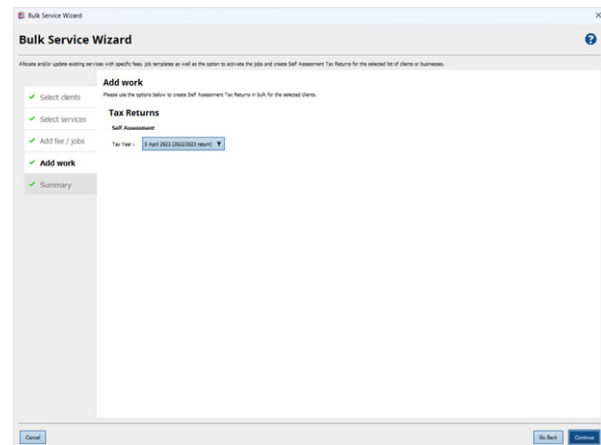 Bulk Service Wizard
Bulk Service Wizard
Allocate and/or update existing services with specific fees, job templates as well as the option to activate the jobs and create Self Assessment Tax Returns for the selected list of clients or businesses.
Select clients
Select services
Add fee / jobs
Add work
Summary
Add work
Please use the options below to create Self Assessment Tax Returns in bulk for the selected clients.
Tax Returns
Self Assessment
Tax Year : 5 April 2023 (2022/2023 return)
Cancel
Go Back Continue